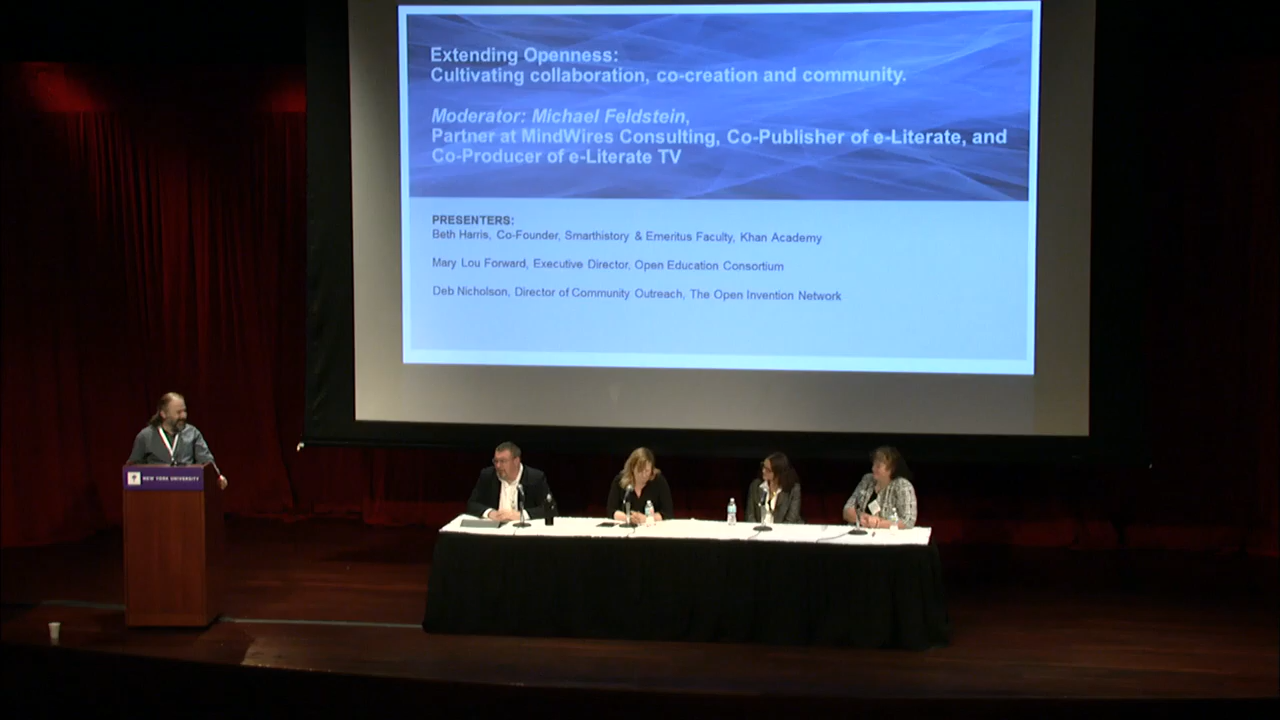 Extending Openness:
Cultivating collaboration, co-creation and community.
Moderator: Michael Feldstein,
Partner at MindWires Consulting, Co-Publisher of e-Literate, and
Co-Producer of e-Literate TV
PRESENTERS:
Beth Harris, Co-Founder, Smarthistory & Emeritus Faculty, Khan Academy
Mary Lou Forward, Executive Director, Open Education Consortium
Deb Nicholson, Director of Community Outreach, The Open Invention Network
NEW YORK UNIVERSITY